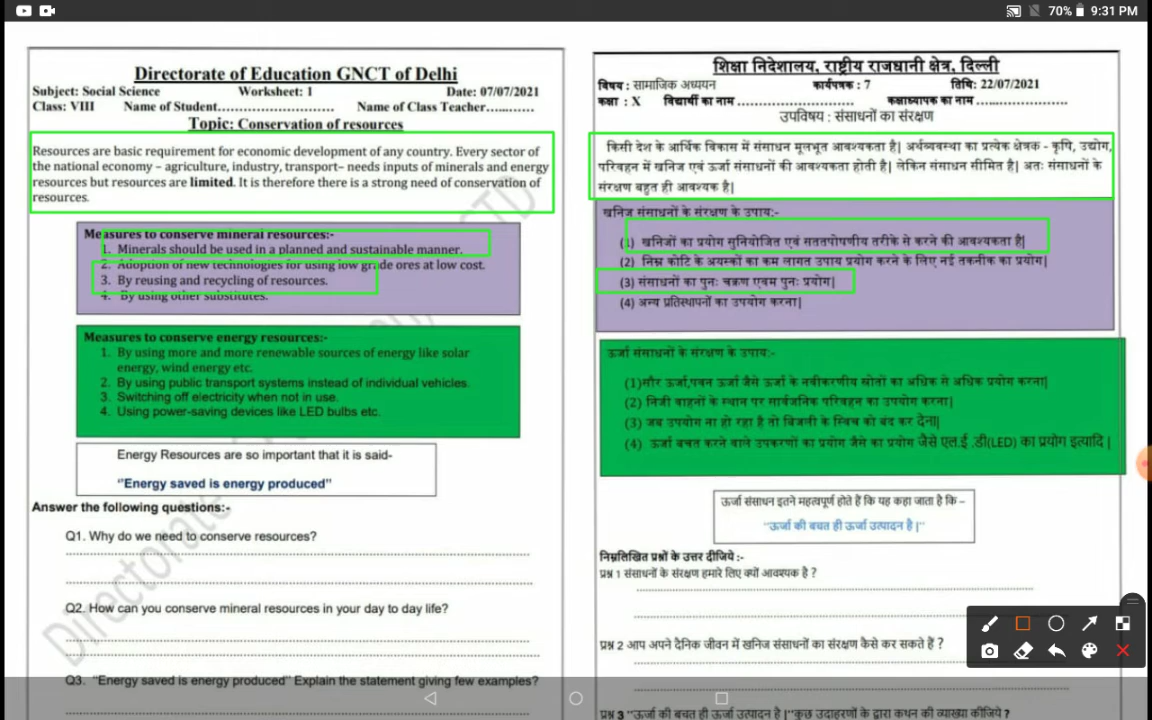 70% 9:31 PM
Directorate of Education GNCT of Delhi
Subject: Social Science Worksheet: 1 Date: 07/07/2021
Class: VIII Name of Student................................. Name of Class Teacher............
Topic: Conservation of resources
Resources are basic requirement for economic development of any country. Every sector of
the national economy – agriculture, industry, transport– needs inputs of minerals and energy
resources but resources are limited. It is therefore there is a strong need of conservation of
resources.
Measures to conserve mineral resources:-
1. Minerals should be used in a planned and sustainable manner.
2. Adoption of new technologies for using low grade ores at low cost.
3. By reusing and recycling of resources.
4. By using other substitutes.
Measures to conserve energy resources:-
1. By using more and more renewable sources of energy like solar
energy, wind energy etc.
2. By using public transport systems instead of individual vehicles.
3. Switching off electricity when not in use.
4. Using power-saving devices like LED bulbs etc.
Energy Resources are so important that it is said-
"Energy saved is energy produced"
Answer the following questions:-
Q1. Why do we need to conserve resources?
Q2. How can you conserve mineral resources in your day to day life?
Q3. "Energy saved is energy produced" Explain the statement giving few examples?
शिक्षा निदेशालय, राष्ट्रीय राजधानी क्षेत्र, दिल्ली
विषय : सामाजिक अध्ययन कार्यपत्रक : 7 तिथि: 22/07/2021
कक्षा : X विद्यार्थी का नाम ................................. कक्षाध्यापक का नाम ..........................
उपविषय : संसाधनों का संरक्षण
किसी देश के आर्थिक विकास में संसाधन मूलभूत आवश्यकता है| अर्थव्यवस्था का प्रत्येक क्षेत्रक - कृषि, उद्योग,
परिवहन में खनिज एवं ऊर्जा संसाधनों की आवश्यकता होती है| लेकिन संसाधन सीमित है| अतः संसाधनों के
संरक्षण बहुत ही आवश्यक है|
खनिज संसाधनों के संरक्षण के उपाय:-
(1) खनिजों का प्रयोग सुनियोजित एवं सततपोषणीय तरीके से करने की आवश्यकता है|
(2) निम्न कोटि के अयस्कों का कम लागत उपाय प्रयोग करने के लिए नई तकनीक का प्रयोग|
(3) संसाधनों का पुनः चक्रण एवम पुनः प्रयोग|
(4) अन्य प्रतिस्थापनों का उपयोग करना|
ऊर्जा संसाधनों के संरक्षण के उपाय:-
(1)सौर ऊर्जा,पवन ऊर्जा जैसे ऊर्जा के नवीकरणीय स्रोतों का अधिक से अधिक प्रयोग करना|
(2) निजी वाहनों के स्थान पर सार्वजनिक परिवहन का उपयोग करना|
(3) जब उपयोग ना हो रहा है तो बिजली के स्विच को बंद कर देना|
(4) ऊर्जा बचत करने वाले उपकरणों का प्रयोग जैसे का प्रयोग जैसे एल.ई .डी(LED) का प्रयोग इत्यादि |
ऊर्जा संसाधन इतने महत्वपूर्ण होते हैं कि यह कहा जाता है कि –
"ऊर्जा की बचत ही ऊर्जा उत्पादन है |"
निम्नलिखित प्रश्नों के उत्तर दीजिये :-
प्रश्न 1 संसाधनों के संरक्षण हमारे लिए क्यों आवश्यक है ?
प्रश्न 2 आप अपने दैनिक जीवन में खनिज संसाधनों का संरक्षण कैसे कर सकते हैं ?
प्रश्न 3 "ऊर्जा की बचत ही ऊर्जा उत्पादन है |"कुछ उदाहरणों के द्वारा कथन की व्याख्या कीजिये ?